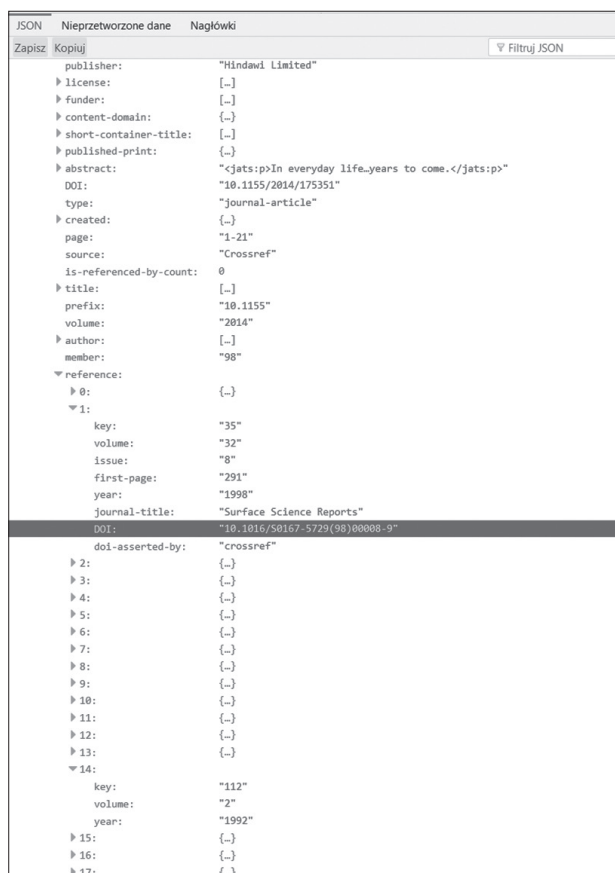 JSON Nieprzetworzone dane Nagłówki
Zapisz Kopiuj Filtruj JSON
publisher: "Hindawi Limited"
license: […]
funder: […]
content-domain: {…}
short-container-title: […]
published-print: {…}
abstract: "<jats:p>In everyday life…years to come.</jats:p>"
DOI: "10.1155/2014/175351"
type: "journal-article"
created: {…}
page: "1-21"
source: "Crossref"
is-referenced-by-count: 0
title: […]
prefix: "10.1155"
volume: "2014"
author: […]
member: "98"
reference:
0: {…}
1:
key: "35"
volume: "32"
issue: "8"
first-page: "291"
year: "1998"
journal-title: "Surface Science Reports"
DOI: "10.1016/S0167-5729(98)00008-9"
doi-asserted-by: "crossref"
2: {…}
3: {…}
4: {…}
5: {…}
6: {…}
7: {…}
8: {…}
9: {…}
10: {…}
11: {…}
12: {…}
13: {…}
14:
key: "112"
volume: "2"
year: "1992"
15: {…}
16: {…}
17: {…}